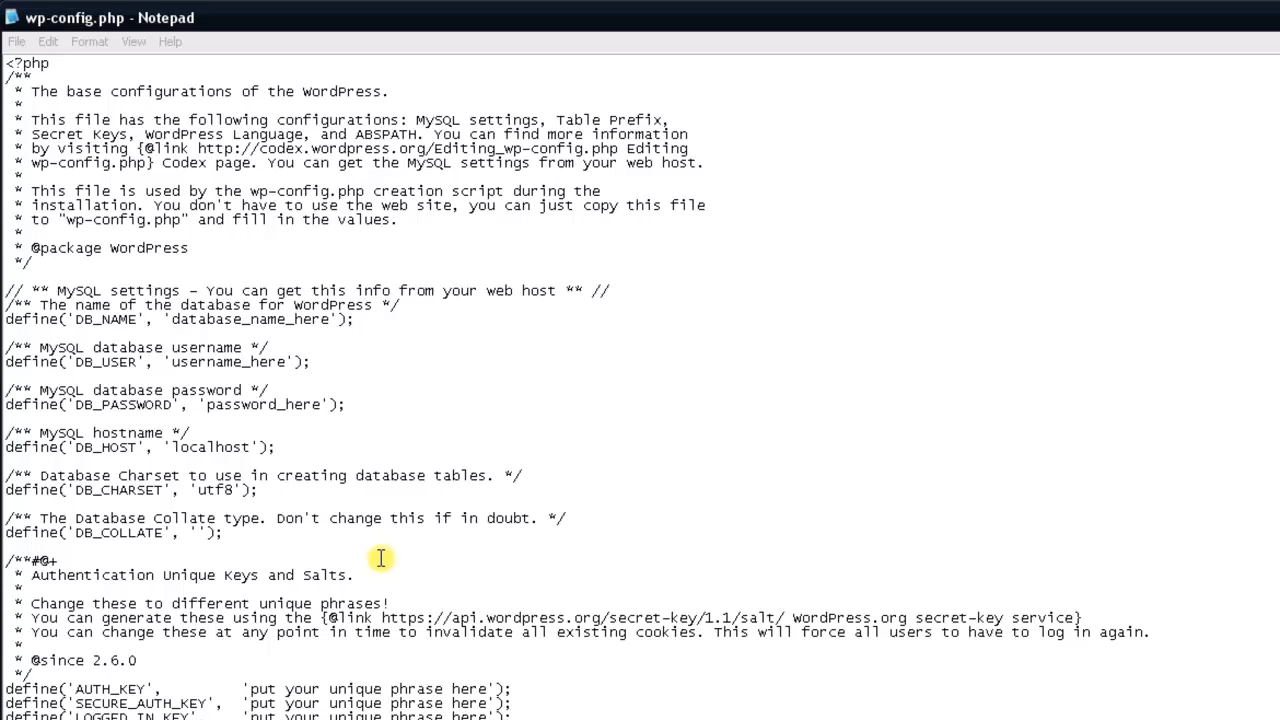 wp-config.php - Notepad
File Edit Format View Help
<?php
/**
 * The base configurations of the WordPress.
 *
 * This file has the following configurations: MySQL settings, Table Prefix,
 * Secret Keys, WordPress Language, and ABSPATH. You can find more information
 * by visiting {@link http://codex.wordpress.org/Editing_wp-config.php Editing
 * wp-config.php} Codex page. You can get the MySQL settings from your web host.
 *
 * This file is used by the wp-config.php creation script during the
 * installation. You don't have to use the web site, you can just copy this file
 * to "wp-config.php" and fill in the values.
 *
 * @package WordPress
 */
// ** MySQL settings - You can get this info from your web host ** //
/** The name of the database for WordPress */
define('DB_NAME', 'database_name_here');
/** MySQL database username */
define('DB_USER', 'username_here');
/** MySQL database password */
define('DB_PASSWORD', 'password_here');
/** MySQL hostname */
define('DB_HOST', 'localhost');
/** Database Charset to use in creating database tables. */
define('DB_CHARSET', 'utf8');
/** The Database Collate type. Don't change this if in doubt. */
define('DB_COLLATE', '');
/**#@+
 * Authentication Unique Keys and Salts.
 *
 * Change these to different unique phrases!
 * You can generate these using the {@link https://api.wordpress.org/secret-key/1.1/salt/ WordPress.org secret-key service}
 * You can change these at any point in time to invalidate all existing cookies. This will force all users to have to log in again.
 *
 * @since 2.6.0
 */
define('AUTH_KEY', 'put your unique phrase here');
define('SECURE_AUTH_KEY', 'put your unique phrase here');
define('LOGGED_IN_KEY', 'put your unique phrase here');